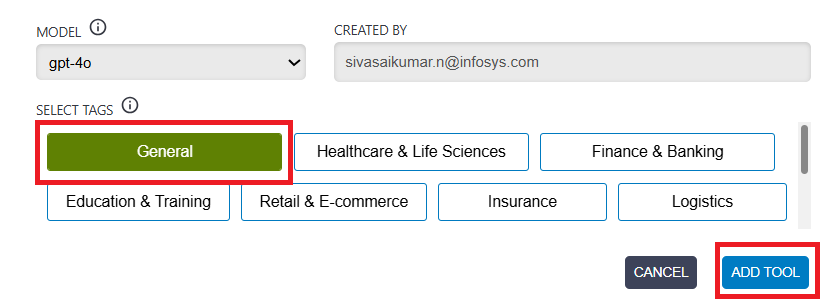 MODEL CREATED BY
gpt-4o sivasaikumar.n@infosys.com
SELECT TAGS
General Healthcare & Life Sciences Finance & Banking
Education & Training Retail & E-commerce Insurance Logistics
CANCEL ADD TOOL